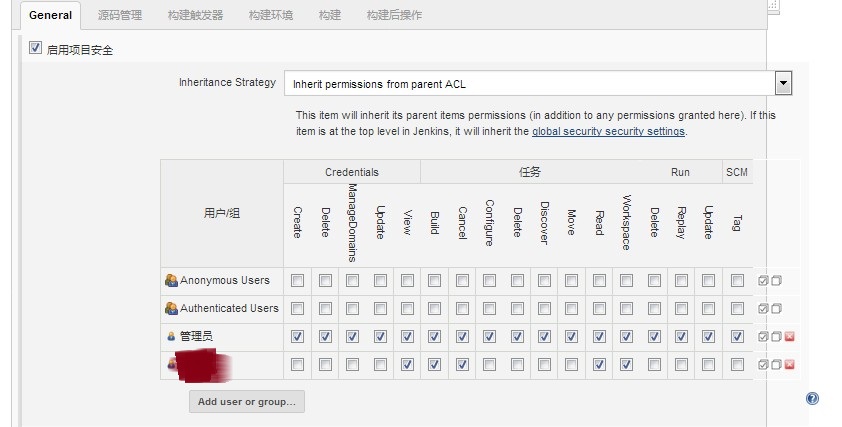 General 源码管理 构建触发器 构建环境 构建 构建后操作
启用项目安全
Inheritance Strategy Inherit permissions from parent ACL
This item will inherit its parent items permissions (in addition to any permissions granted here). If this
item is at the top level in Jenkins, it will inherit the global security security settings.
用户/组 Credentials 任务 Run SCM
Create Delete ManageDomains Update View Build Cancel Configure Delete Discover Move Read Workspace Delete Replay Update Tag
Anonymous Users
Authenticated Users
管理员
Add user or group...